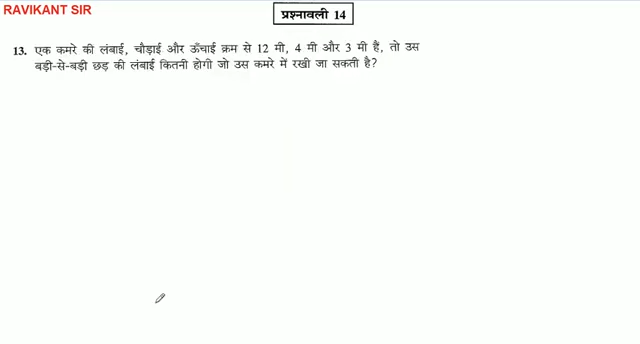 RAVIKANT SIR
प्रश्नावली 14
13. एक कमरे की लंबाई, चौड़ाई और ऊँचाई क्रम से 12 मी, 4 मी और 3 मी हैं, तो उस
बड़ी-से-बड़ी छड़ की लंबाई कितनी होगी जो उस कमरे में रखी जा सकती है?